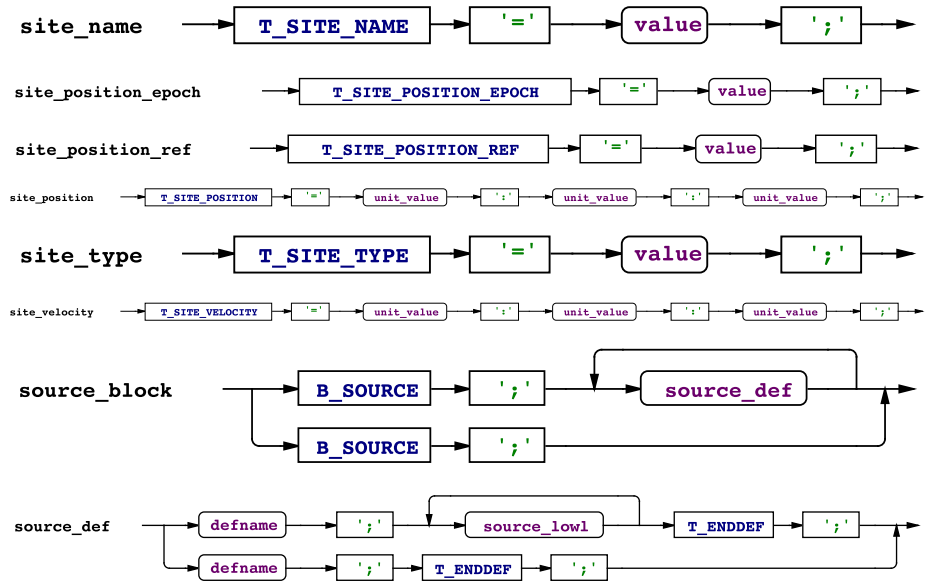 site_name T_SITE_NAME '=' value ';'
site_position_epoch T_SITE_POSITION_EPOCH '=' value ';'
site_position_ref T_SITE_POSITION_REF '=' value ';'
site_position T_SITE_POSITION '=' unit_value ':' unit_value ':' unit_value ';'
site_type T_SITE_TYPE '=' value ';'
site_velocity T_SITE_VELOCITY '=' unit_value ':' unit_value ':' unit_value ';'
source_block B_SOURCE ';' source_def
B_SOURCE ';'
source_def defname ';' source_lowl T_ENDDEF ';'
defname ';' T_ENDDEF ';'